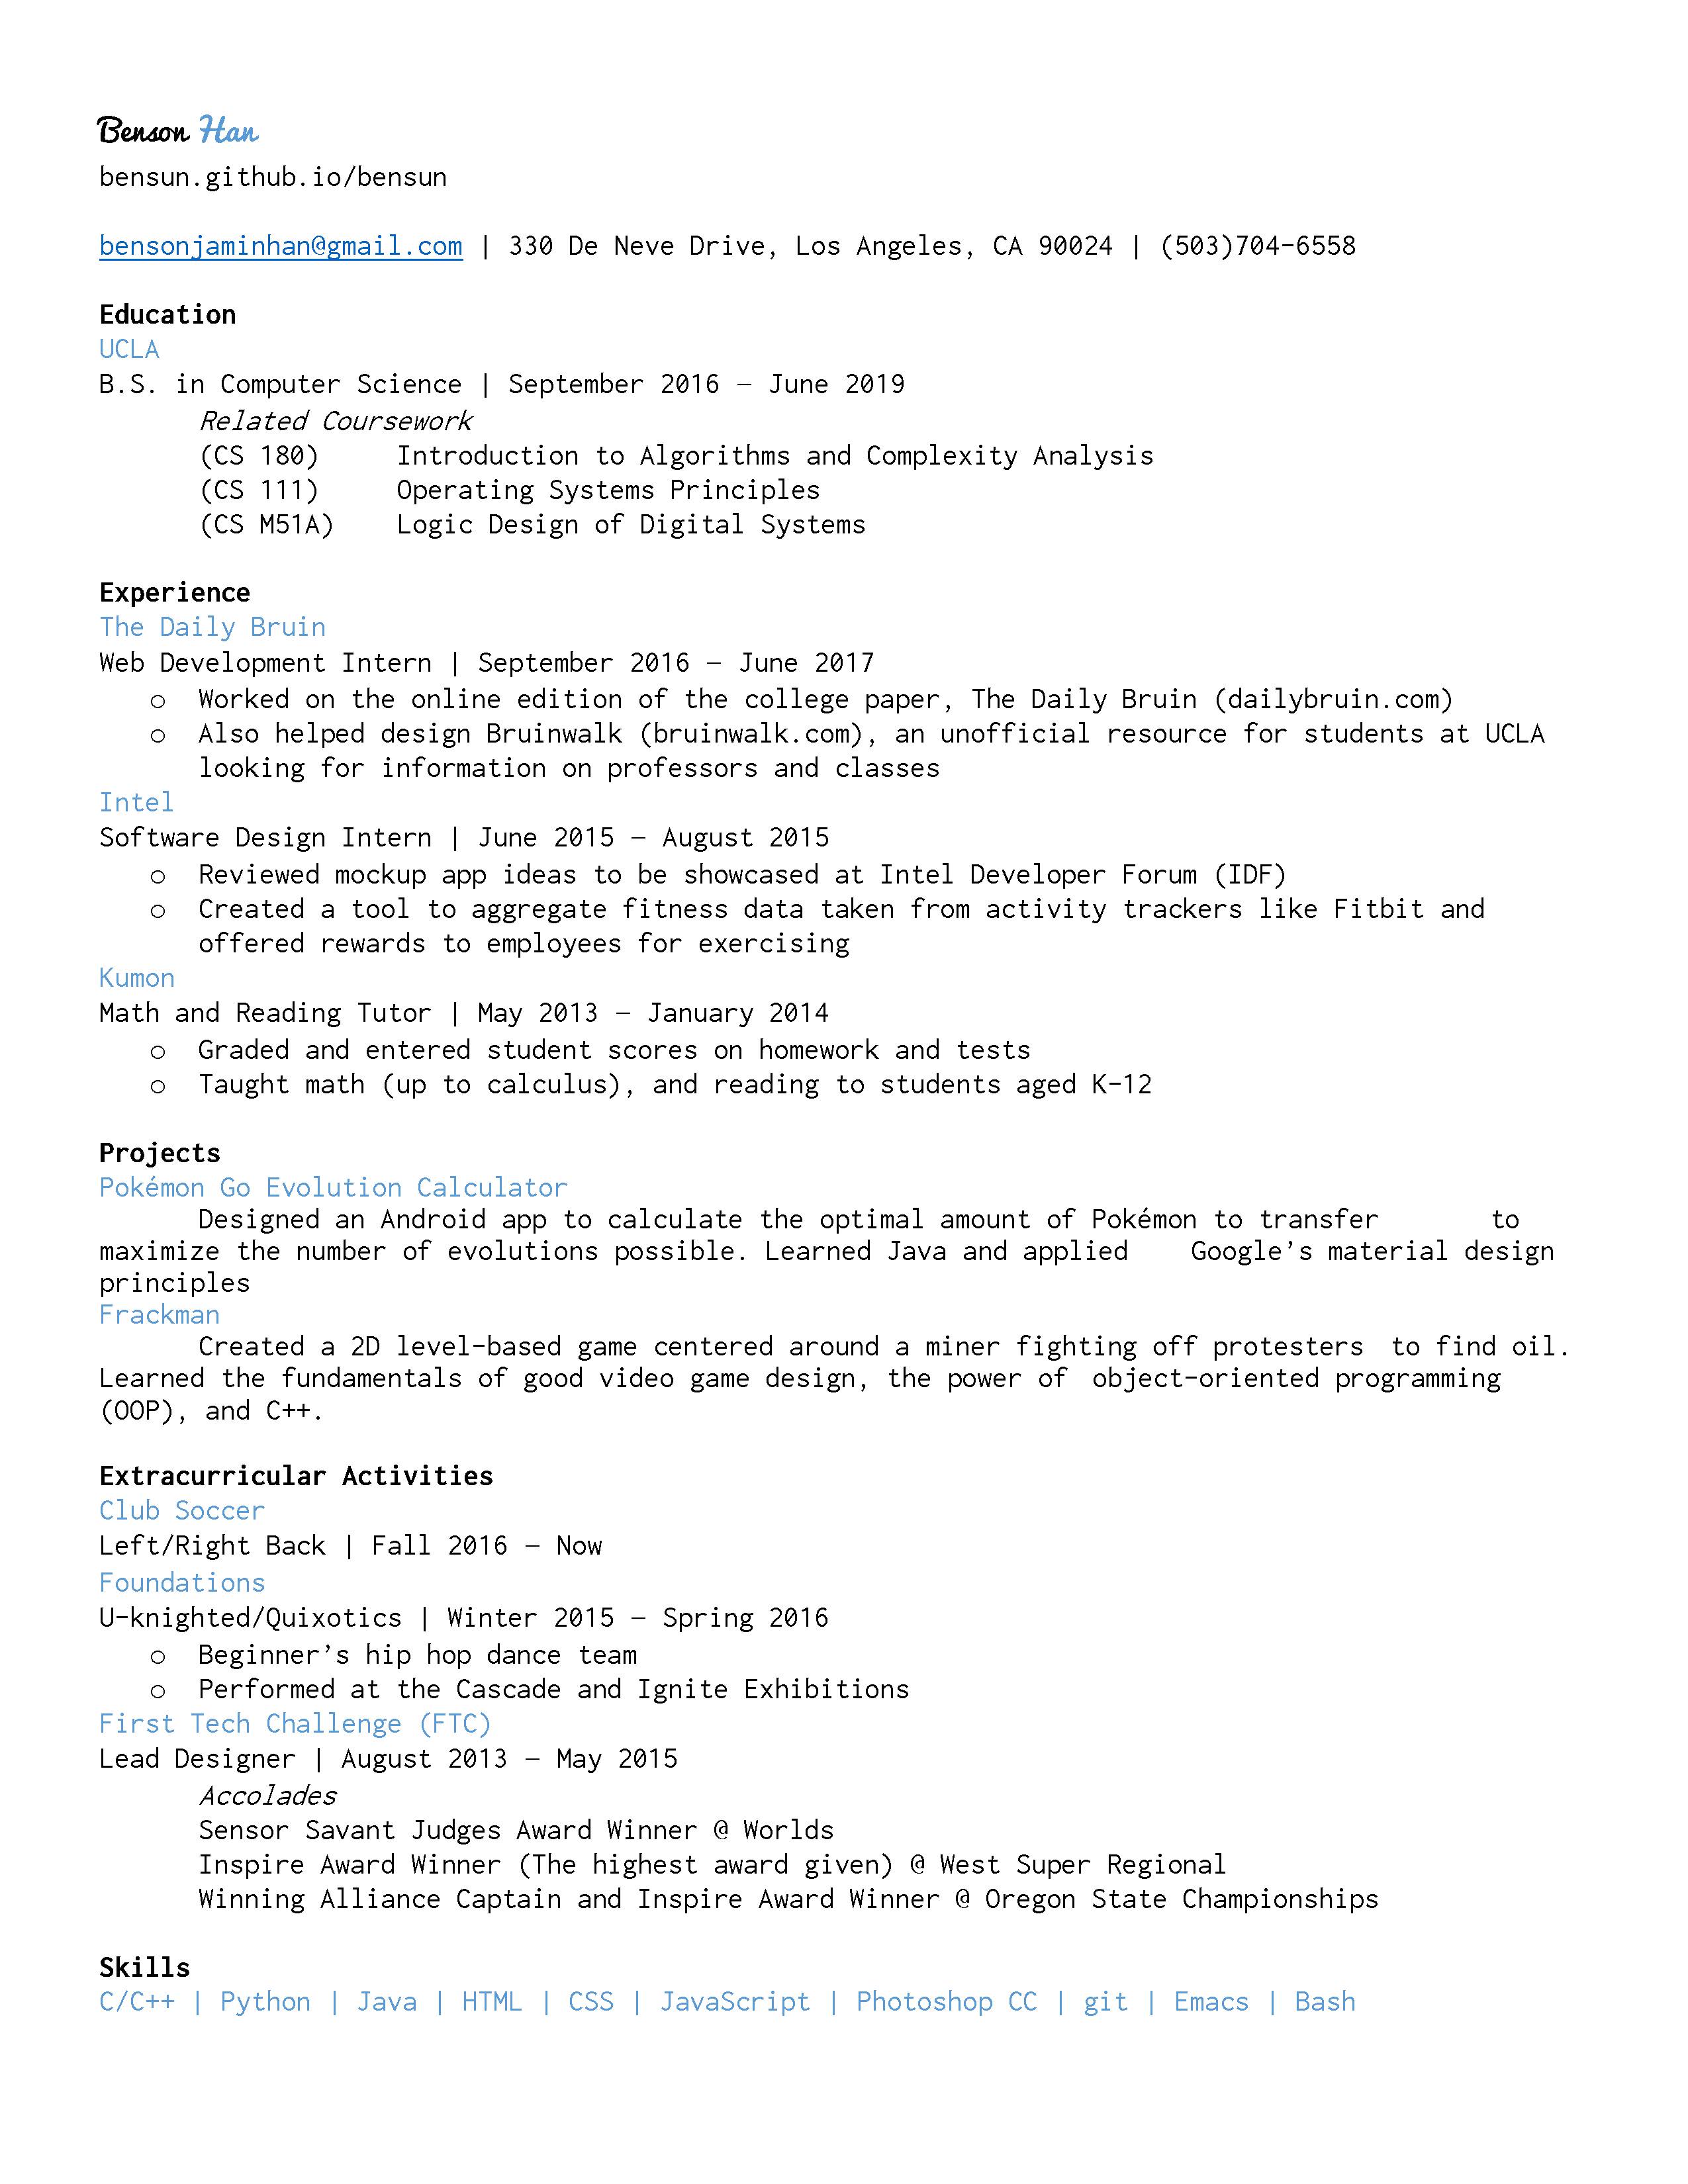 Benson Han
bensun.github.io/bensun
bensonjaminhan@gmail.com | 330 De Neve Drive, Los Angeles, CA 90024 | (503)704-6558
Education
UCLA
B.S. in Computer Science | September 2016 – June 2019
Related Coursework
(CS 180) Introduction to Algorithms and Complexity Analysis
(CS 111) Operating Systems Principles
(CS M51A) Logic Design of Digital Systems
Experience
The Daily Bruin
Web Development Intern | September 2016 – June 2017
o Worked on the online edition of the college paper, The Daily Bruin (dailybruin.com)
o Also helped design Bruinwalk (bruinwalk.com), an unofficial resource for students at UCLA
looking for information on professors and classes
Intel
Software Design Intern | June 2015 – August 2015
o Reviewed mockup app ideas to be showcased at Intel Developer Forum (IDF)
o Created a tool to aggregate fitness data taken from activity trackers like Fitbit and
offered rewards to employees for exercising
Kumon
Math and Reading Tutor | May 2013 – January 2014
o Graded and entered student scores on homework and tests
o Taught math (up to calculus), and reading to students aged K-12
Projects
Pokémon Go Evolution Calculator
Designed an Android app to calculate the optimal amount of Pokémon to transfer to
maximize the number of evolutions possible. Learned Java and applied Google’s material design
principles
Frackman
Created a 2D level-based game centered around a miner fighting off protesters to find oil.
Learned the fundamentals of good video game design, the power of object-oriented programming
(OOP), and C++.
Extracurricular Activities
Club Soccer
Left/Right Back | Fall 2016 – Now
Foundations
U-knighted/Quixotics | Winter 2015 – Spring 2016
o Beginner’s hip hop dance team
o Performed at the Cascade and Ignite Exhibitions
First Tech Challenge (FTC)
Lead Designer | August 2013 – May 2015
Accolades
Sensor Savant Judges Award Winner @ Worlds
Inspire Award Winner (The highest award given) @ West Super Regional
Winning Alliance Captain and Inspire Award Winner @ Oregon State Championships
Skills
C/C++ | Python | Java | HTML | CSS | JavaScript | Photoshop CC | git | Emacs | Bash